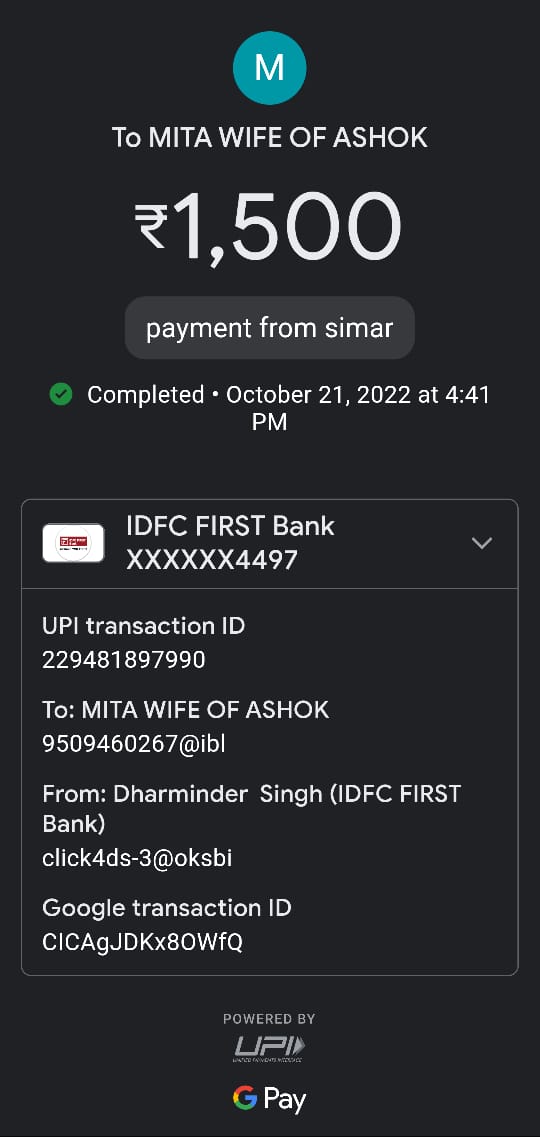 M
To MITA WIFE OF ASHOK
₹1,500
payment from simar
Completed • October 21, 2022 at 4:41
PM
IDFC FIRST Bank
XXXXXX4497
UPI transaction ID
229481897990
To: MITA WIFE OF ASHOK
9509460267@ibl
From: Dharminder  Singh (IDFC FIRST
Bank)
click4ds-3@oksbi
Google transaction ID
CICAgJDKx8OWfQ
POWERED BY
UPI
UNIFIED PAYMENTS INTERFACE
G Pay